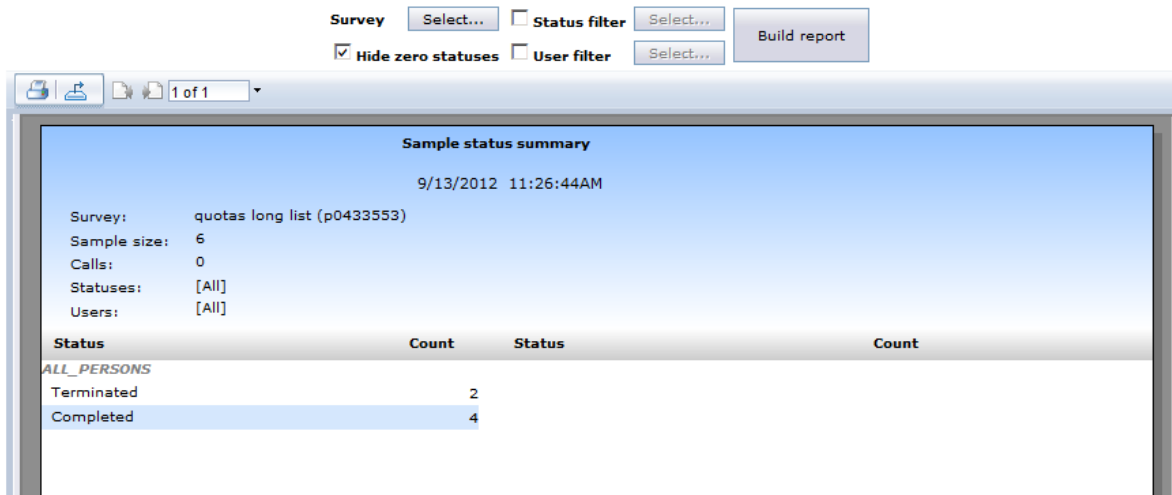 Survey Select... Status filter Select... Build report
Hide zero statuses User filter Select...
1 of 1
Sample status summary
9/13/2012 11:26:44AM
Survey: quotas long list (p0433553)
Sample size: 6
Calls: 0
Statuses: [All]
Users: [All]
Status Count Status Count
ALL_PERSONS
Terminated 2
Completed 4